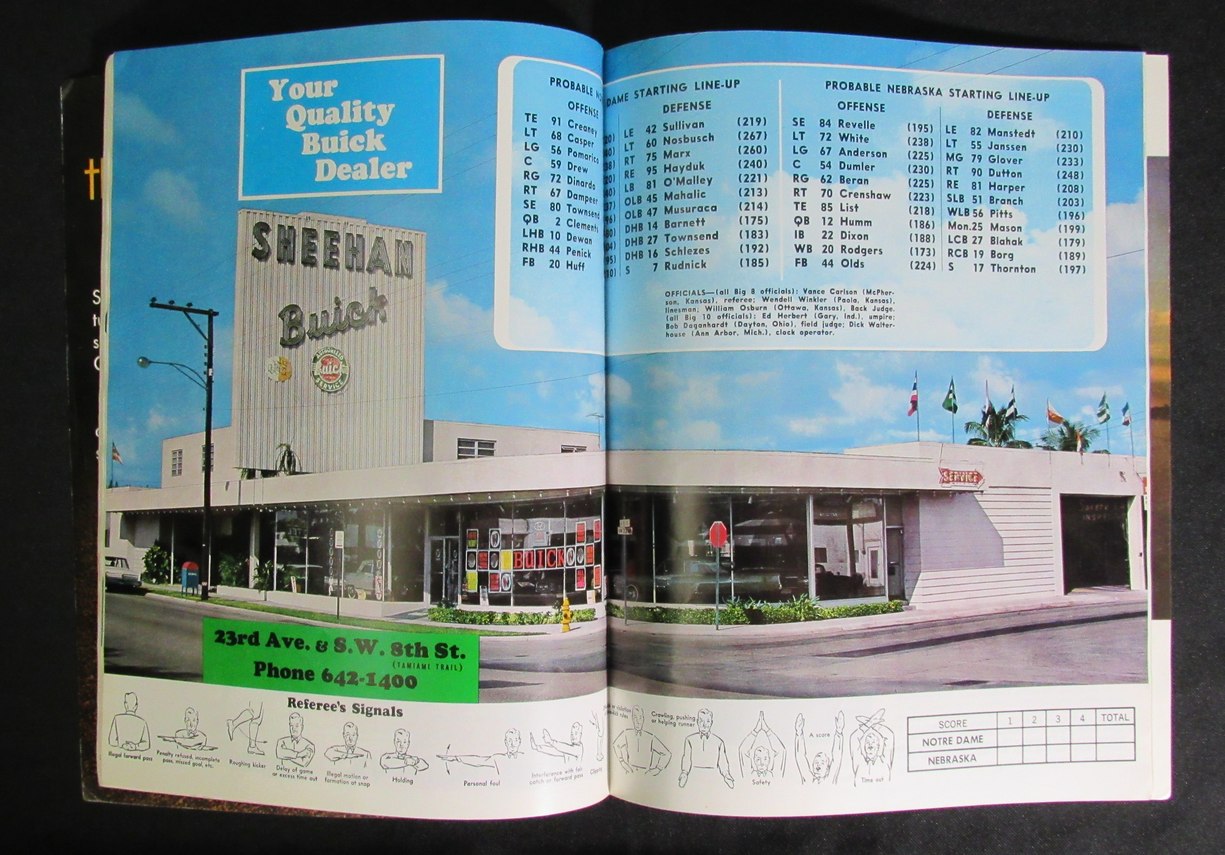 Your
Quality
Buick
Dealer
SHEEHAN
Buick
PROBABLE
DAME STARTING LINE-UP
OFFENSE
TE 91 Creaney
LT 68 Casper
LG 56 Pomarico
C 59 Drew
RG 72 Dinardo
RT 67 Dampeer
SE 80 Townsend
QB 2 Clements
LHB 10 Dewan
RHB 44 Penick
FB 20 Huff
DEFENSE
LE 42 Sullivan (219)
LT 60 Nosbusch (267)
RT 75 Marx (260)
RE 95 Hayduk (240)
LB 81 O'Malley (221)
OLB 45 Mahalic (213)
OLB 47 Musuraca (214)
DHB 14 Barnett (175)
DHB 27 Townsend (183)
DHB 16 Schlezes (192)
S 7 Rudnick (185)
PROBABLE NEBRASKA STARTING LINE-UP
OFFENSE
SE 84 Revelle (195)
LT 72 White (238)
LG 67 Anderson (225)
C 54 Dumler (230)
RG 62 Beran (225)
RT 70 Crenshaw (223)
TE 85 List (218)
QB 12 Humm (186)
IB 22 Dixon (188)
WB 20 Rodgers (173)
FB 44 Olds (224)
DEFENSE
LE 82 Manstedt (210)
LT 55 Janssen (230)
MG 79 Glover (233)
RT 90 Dutton (248)
RE 81 Harper (208)
SLB 51 Branch (203)
WLB 56 Pitts (196)
Mon. 25 Mason (199)
LCB 27 Blahak (179)
RCB 19 Borg (189)
S 17 Thornton (197)
OFFICIALS—(all Big 8 officials): Vance Carlson (McPher-
son, Kansas), referee; Wendell Winkler (Paola, Kansas),
linesman; William Osburn (Ottawa, Kansas), Back Judge.
(all Big 10 officials): Ed Herbert (Gary, Ind.), umpire;
Bob Daganhardt (Dayton, Ohio), field judge; Dick Walter-
house (Ann Arbor, Mich.), clock operator.
SERVICE
BUICK
23rd Ave. & S.W. 8th St.
(TAMIAMI TRAIL)
Phone 642-1400
Referee's Signals
Illegal forward pass
Penalty refused, incomplete
pass, missed goal, etc.
Roughing kicker
Delay of game
or excess time out
Illegal motion or
formation at snap
Holding
Personal foul
Interference with fair
catch or forward pass
Crawling, pushing
or helping runner
Safety
A score
Time out
SCORE 1 2 3 4 TOTAL
NOTRE DAME
NEBRASKA